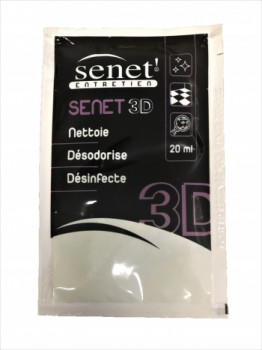 senet!
ENTRETIEN
SENET 3D
Nettoie
Désodorise
Désinfecte
20 ml
3D